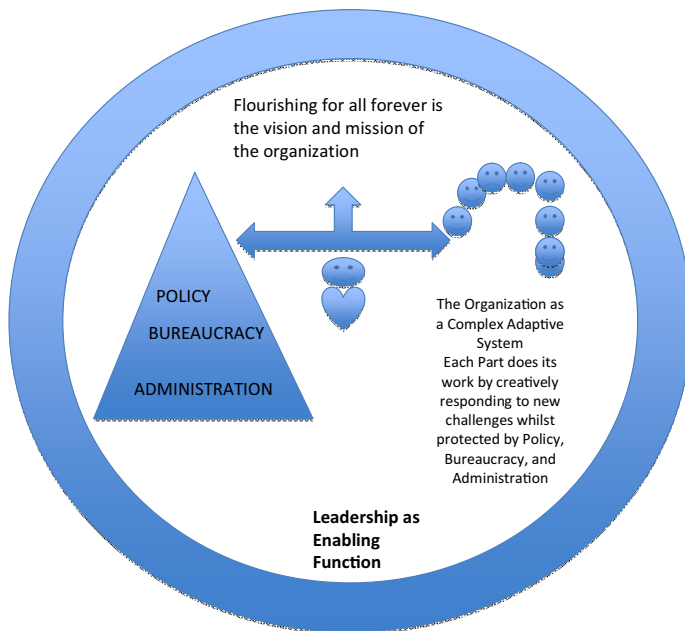 Flourishing for all forever is
the vision and mission of
the organization
POLICY
BUREAUCRACY
ADMINISTRATION
The Organization as
a Complex Adaptive
System
Each Part does its
work by creatively
responding to new
challenges whilst
protected by Policy,
Bureaucracy, and
Administration
Leadership as
Enabling
Function